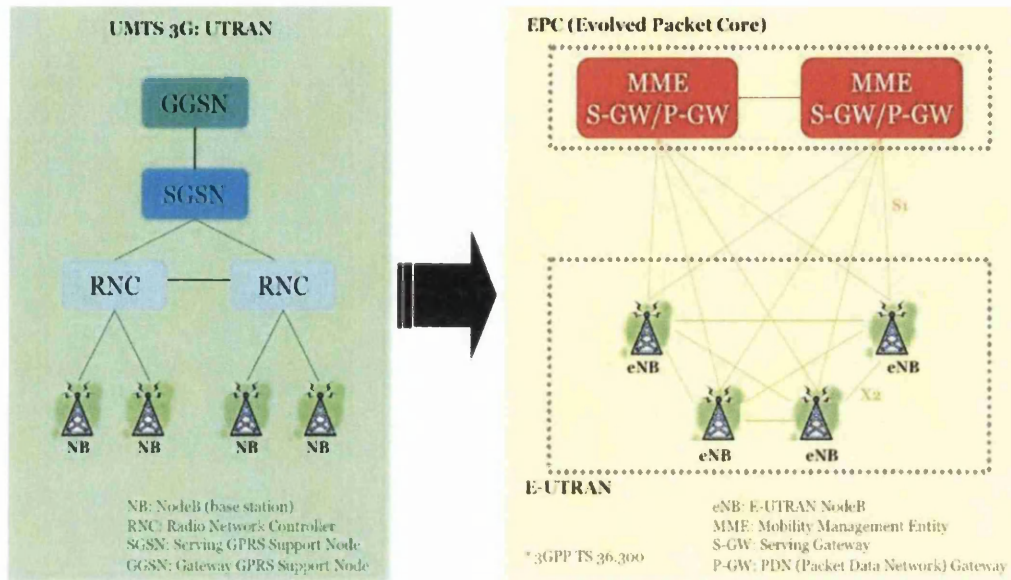 UMTS 3G: UTRAN
GGSN
SGSN
RNC RNC
NB NB NB NB
NB: NodeB (base station)
RNC: Radio Network Controller
SGSN: Serving GPRS Support Node
GGSN: Gateway GPRS Support Node
EPC (Evolved Packet Core)
MME MME
S-GW/P-GW S-GW/P-GW
S1
eNB eNB
X2
eNB eNB
E-UTRAN
* 3GPP TS 36.300
eNB: E-UTRAN NodeB
MME: Mobility Management Entity
S-GW: Serving Gateway
P-GW: PDN (Packet Data Network) Gateway